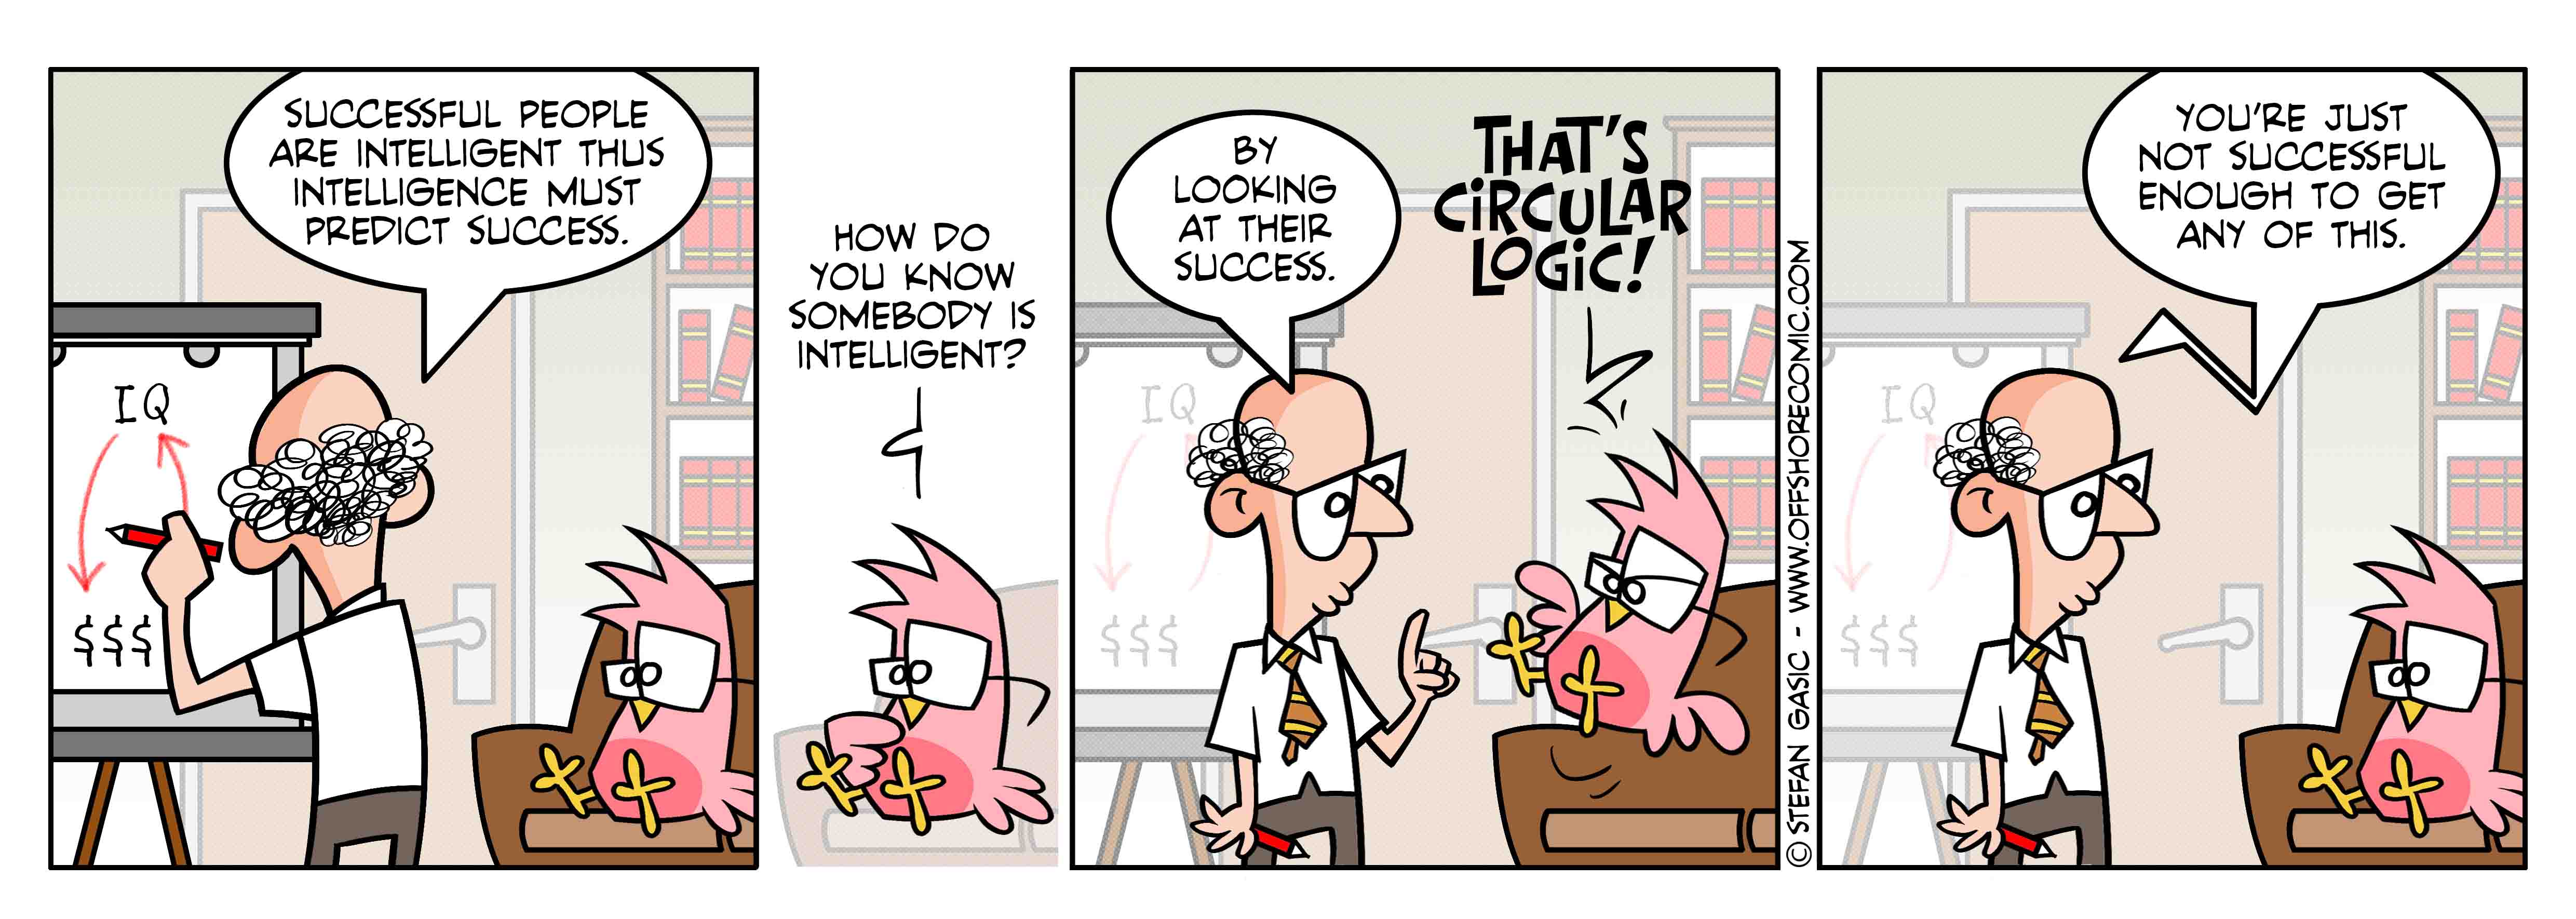 SUCCESSFUL PEOPLE
ARE INTELLIGENT THUS
INTELLIGENCE MUST
PREDICT SUCCESS.
IQ
$$$
HOW DO
YOU KNOW
SOMEBODY IS
INTELLIGENT?
BY
LOOKING
AT THEIR
SUCCESS.
THAT'S
CiRCULAR
LOGiC!
IQ
$$$
© STEFAN GASIC - WWW.OFFSHORECOMIC.COM
YOU'RE JUST
NOT SUCCESSFUL
ENOUGH TO GET
ANY OF THIS.
IQ
$$$